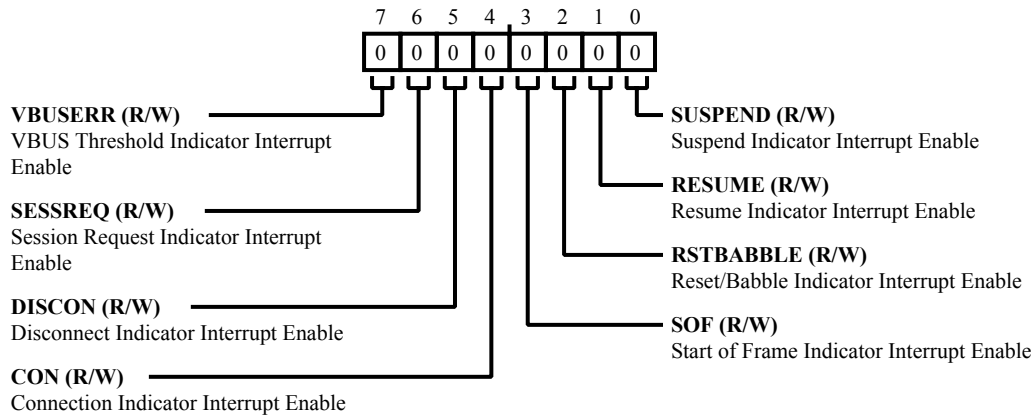 7 6 5 4 3 2 1 0
0 0 0 0 0 0 0 0
VBUSERR (R/W)
VBUS Threshold Indicator Interrupt
Enable
SESSREQ (R/W)
Session Request Indicator Interrupt
Enable
DISCON (R/W)
Disconnect Indicator Interrupt Enable
CON (R/W)
Connection Indicator Interrupt Enable
SUSPEND (R/W)
Suspend Indicator Interrupt Enable
RESUME (R/W)
Resume Indicator Interrupt Enable
RSTBABBLE (R/W)
Reset/Babble Indicator Interrupt Enable
SOF (R/W)
Start of Frame Indicator Interrupt Enable